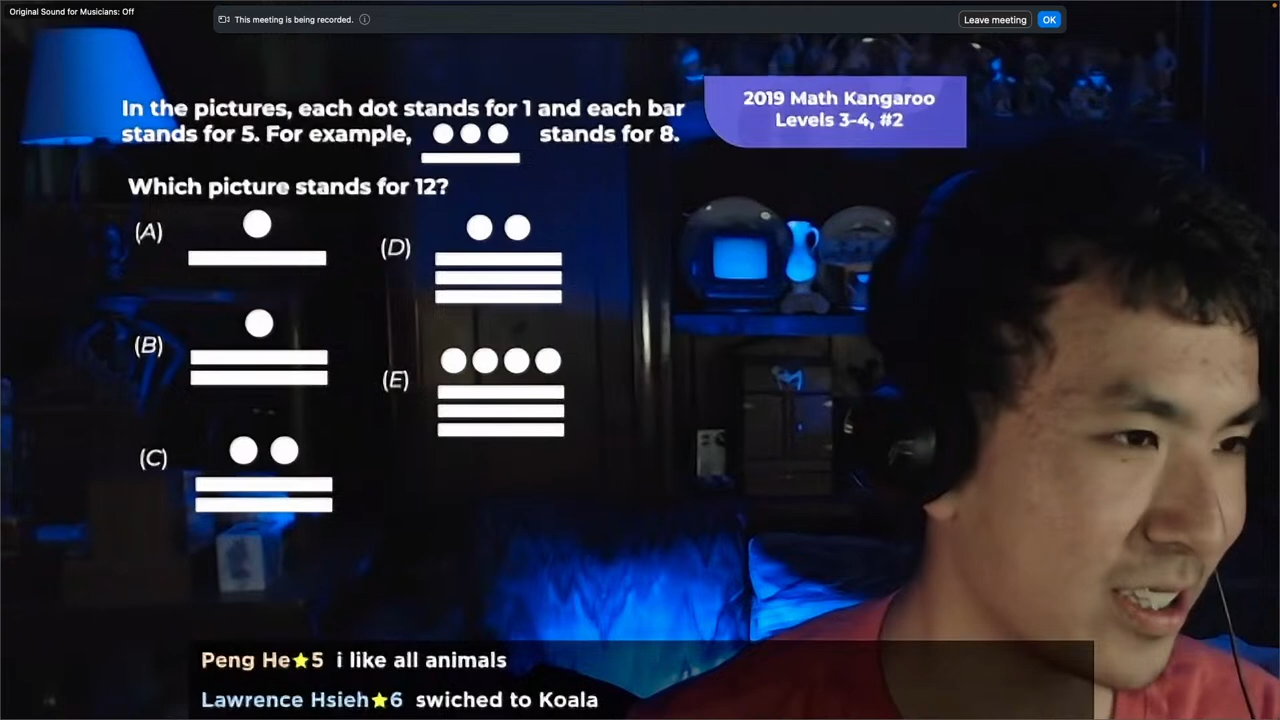 Original Sound for Musicians: Off
This meeting is being recorded.
Leave meeting
OK
In the pictures, each dot stands for 1 and each bar
stands for 5. For example, stands for 8.
2019 Math Kangaroo
Levels 3-4, #2
Which picture stands for 12?
(A)
(B)
(C)
(D)
(E)
Peng He★5 i like all animals
Lawrence Hsieh★6 swiched to Koala